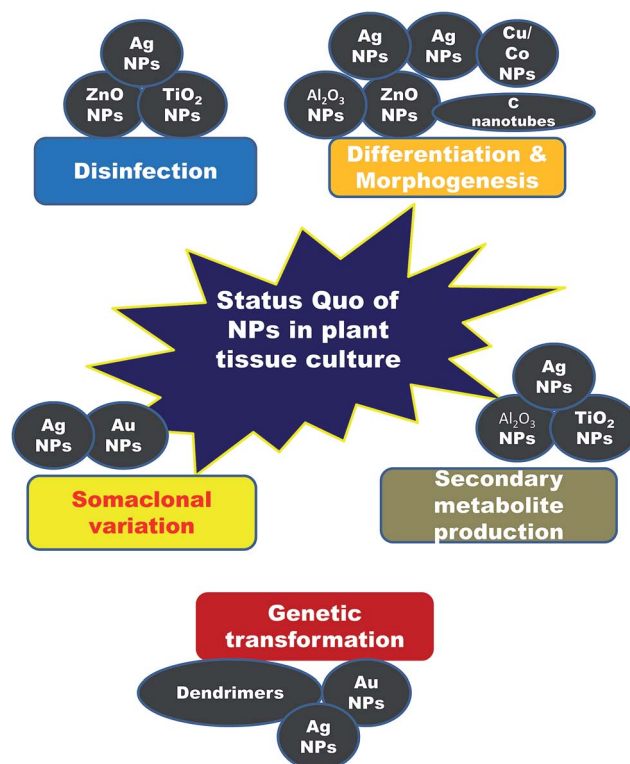 Ag
NPs
ZnO
NPs
TiO₂
NPs
Disinfection
Ag
NPs
Ag
NPs
Cu/
Co
NPs
Al₂O₃
NPs
ZnO
NPs
C
nanotubes
Differentiation &
Morphogenesis
Status Quo of
NPs in plant
tissue culture
Ag
NPs
Au
NPs
Somaclonal
variation
Ag
NPs
Al₂O₃
NPs
TiO₂
NPs
Secondary
metabolite
production
Genetic
transformation
Dendrimers
Au
NPs
Ag
NPs